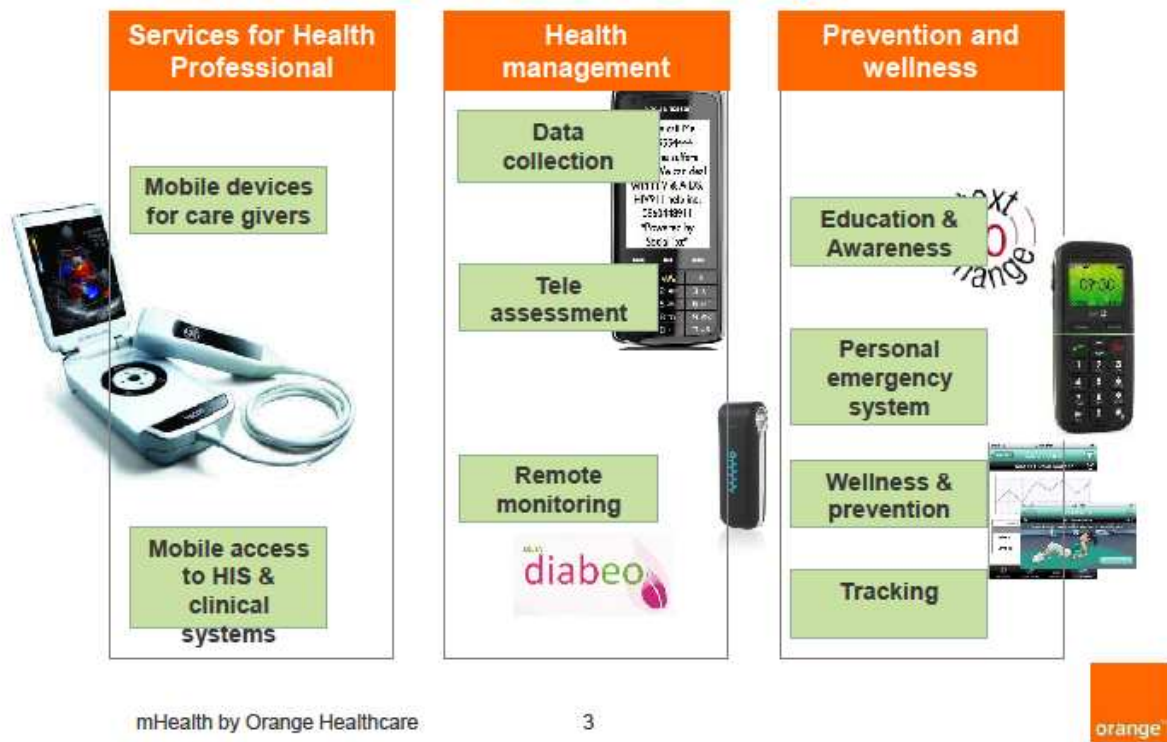 Services for Health
Professional
Mobile devices
for care givers
Mobile access
to HIS &
clinical
systems
Health
management
Data
collection
Tele
assessment
Remote
monitoring
diabeo
Prevention and
wellness
Education &
Awareness
Personal
emergency
system
09:30
Wellness &
prevention
Tracking
mHealth by Orange Healthcare
3
orange